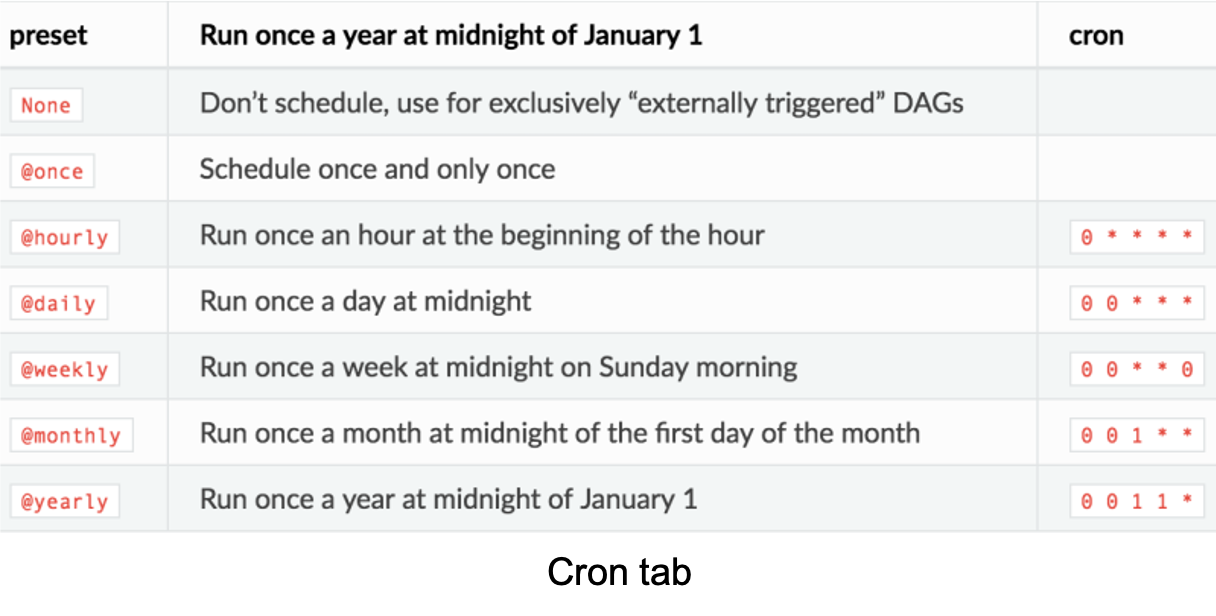 preset Run once a year at midnight of January 1 cron
None Don’t schedule, use for exclusively “externally triggered” DAGs
@once Schedule once and only once
@hourly Run once an hour at the beginning of the hour 0 * * * *
@daily Run once a day at midnight 0 0 * * *
@weekly Run once a week at midnight on Sunday morning 0 0 * * 0
@monthly Run once a month at midnight of the first day of the month 0 0 1 * *
@yearly Run once a year at midnight of January 1 0 0 1 1 *
Cron tab